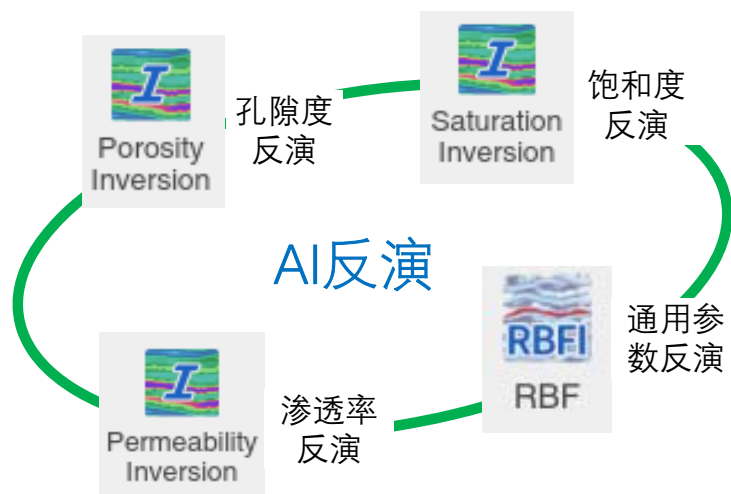 I
Porosity
Inversion
孔隙度
反演
I
Saturation
Inversion
饱和度
反演
AI反演
RBFI
RBF
通用参
数反演
I
Permeability
Inversion
渗透率
反演